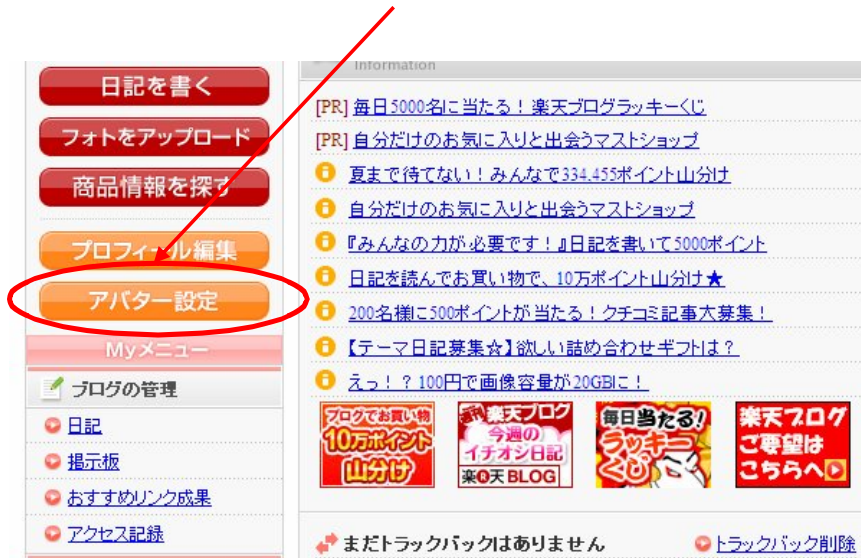 日記を書く
フォトをアップロード
商品情報を探す
プロフィール編集
アバター設定
Myメニュー
ブログの管理
日記
掲示板
おすすめリンク成果
アクセス記録
Information
[PR] 毎日5000名に当たる!楽天ブログラッキーくじ
[PR] 自分だけのお気に入りと出会うマストショップ
夏まで待てない!みんなで334,455ポイント山分け
自分だけのお気に入りと出会うマストショップ
『みんなの力が必要です!』日記を書いて5000ポイント
日記を読んでお買い物で、10万ポイント山分け★
200名様に500ポイントが当たる!クチコミ記事大募集!
【テーマ日記募集☆】欲しい詰め合わせギフトは?
えっ!?100円で画像容量が20GBに!
ブログでお買い物
10万ポイント
山分け
週刊 楽天ブログ
今週の
イチオシ日記
楽天 BLOG
毎日当たる!
ラッキー
くじ
楽天ブログ
ご要望は
こちらへ
まだトラックバックはありません
トラックバック削除